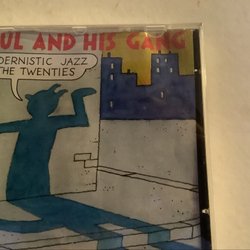 UL AND HIS GANG
DERNISTIC JAZZ
THE TWENTIES